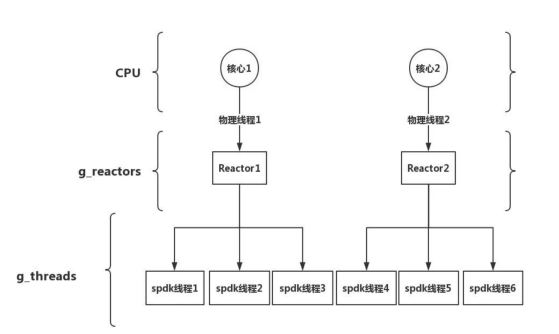 CPU
核心1
核心2
物理线程1
物理线程2
g_reactors
Reactor1
Reactor2
g_threads
spdk线程1
spdk线程2
spdk线程3
spdk线程4
spdk线程5
spdk线程6